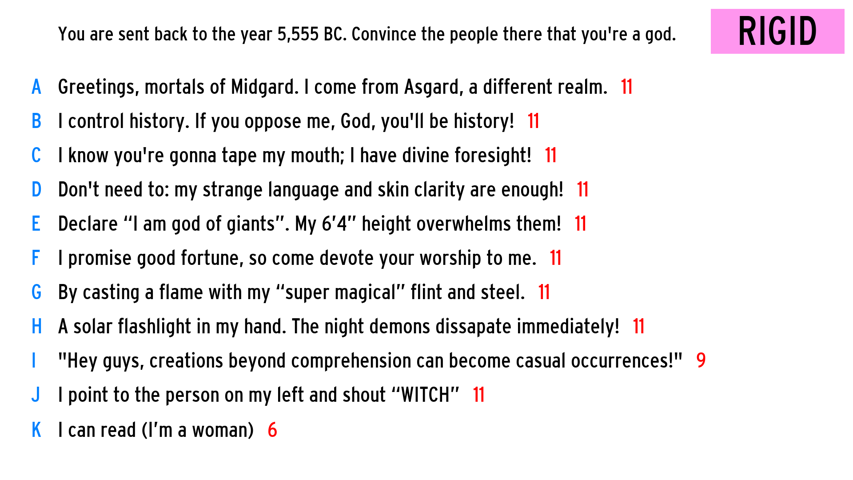 You are sent back to the year 5,555 BC. Convince the people there that you're a god.
RIGID
A Greetings, mortals of Midgard. I come from Asgard, a different realm. 11
B I control history. If you oppose me, God, you'll be history! 11
C I know you're gonna tape my mouth; I have divine foresight! 11
D Don't need to: my strange language and skin clarity are enough! 11
E Declare “I am god of giants”. My 6’4” height overwhelms them! 11
F I promise good fortune, so come devote your worship to me. 11
G By casting a flame with my “super magical” flint and steel. 11
H A solar flashlight in my hand. The night demons dissapate immediately! 11
I "Hey guys, creations beyond comprehension can become casual occurrences!" 9
J I point to the person on my left and shout “WITCH” 11
K I can read (I’m a woman) 6